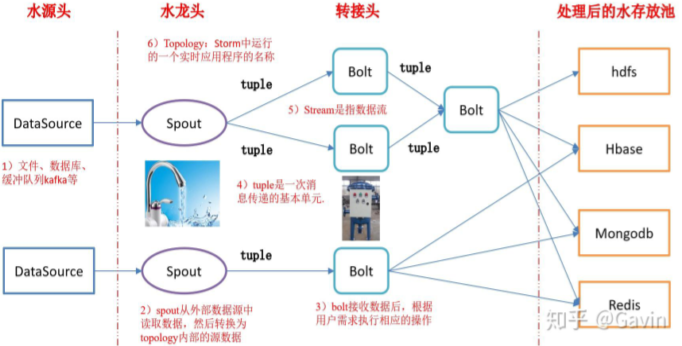 水源头
水龙头
转接头
处理后的水存放池
6）Topology：Storm中运行
的一个实时应用程序的名称
tuple
Bolt
tuple
hdfs
DataSource
Spout
5）Stream是指数据流
Bolt
Hbase
tuple
Bolt
tuple
1）文件、数据库、
缓冲队列kafka等
4）tuple是一次消
息传递的基本单元.
Mongodb
DataSource
Spout
tuple
Bolt
Redis
2）spout从外部数据源中
读取数据，然后转换为
topology内部的源数据
3）bolt接收数据后，根据
用户需求执行相应的操作
知乎 @Gavin